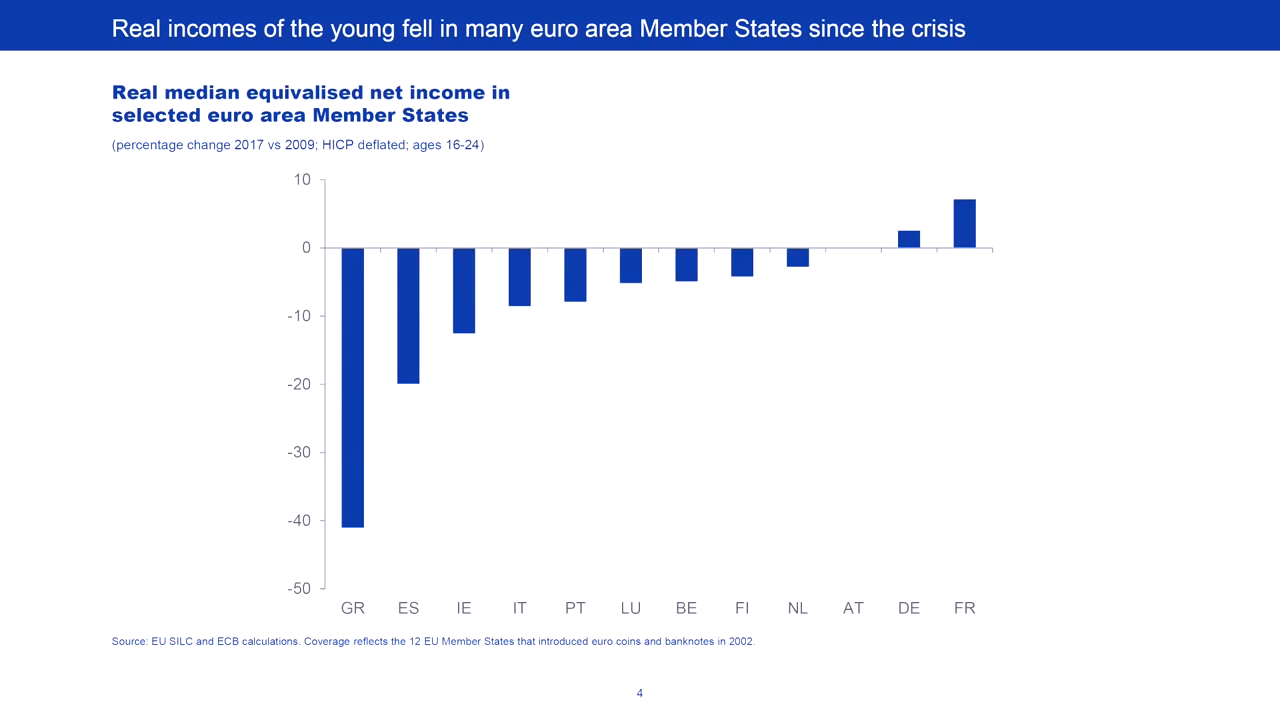 Real incomes of the young fell in many euro area Member States since the crisis
Real median equivalised net income in
selected euro area Member States
(percentage change 2017 vs 2009; HICP deflated; ages 16-24)
10
0
-10
-20
-30
-40
-50
GR ES IE IT PT LU BE FI NL AT DE FR
Source: EU SILC and ECB calculations. Coverage reflects the 12 EU Member States that introduced euro coins and banknotes in 2002.
4